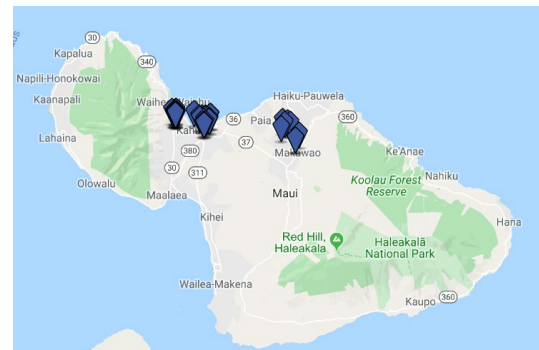 30
Kapalua
340
Napili-Honokowai
Kaanapali
Lahaina
Haiku-Pauwela
36
Paia
360
380
37
Makawao
Ke'Anae
30
311
Koolau Forest
Reserve
Nahiku
Olowalu
Maalaea
Maui
Kihei
Hana
Red Hill,
Haleakala
Haleakalā
National Park
Wailea-Makena
Kaupo
360